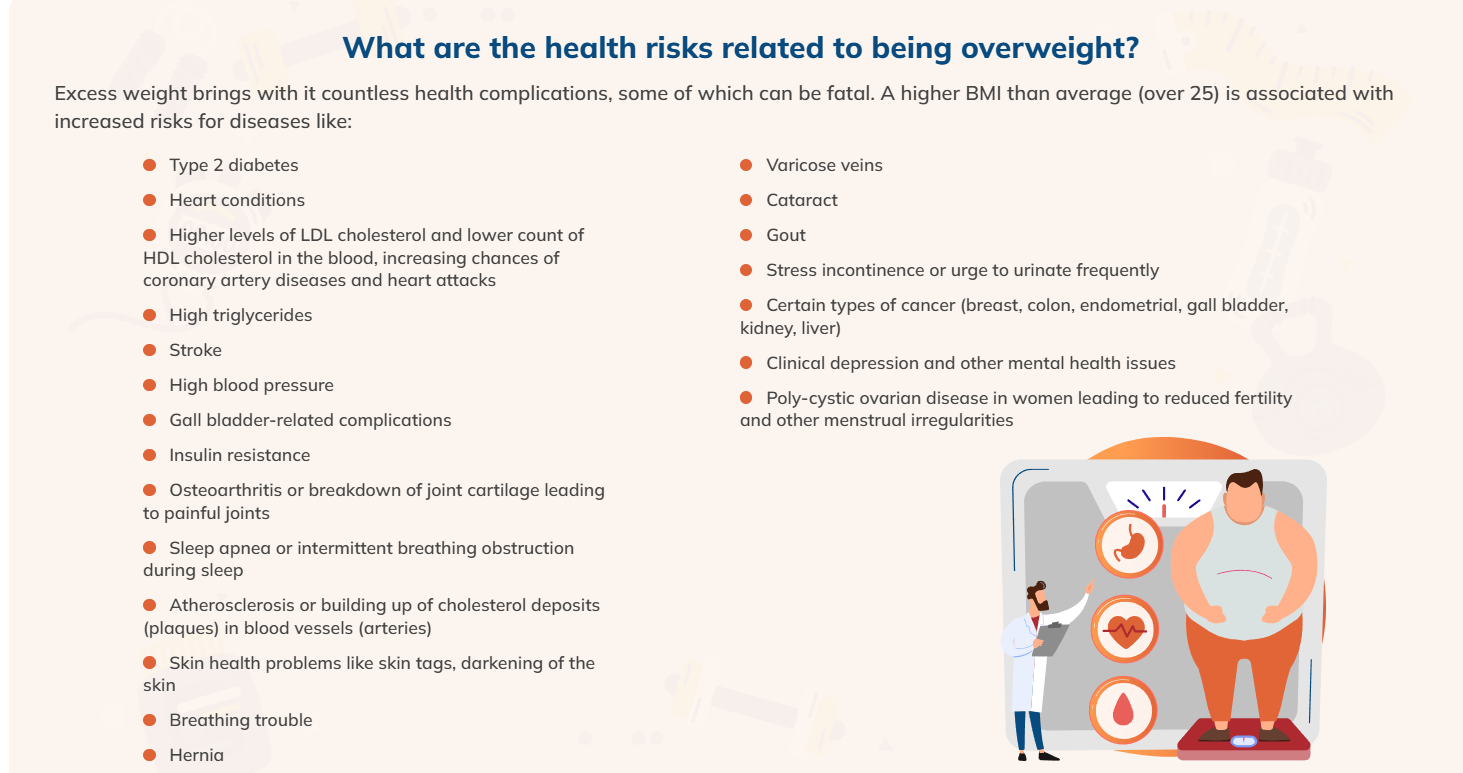 What are the health risks related to being overweight?
Excess weight brings with it countless health complications, some of which can be fatal. A higher BMI than average (over 25) is associated with
increased risks for diseases like:
Type 2 diabetes
Heart conditions
Higher levels of LDL cholesterol and lower count of
HDL cholesterol in the blood, increasing chances of
coronary artery diseases and heart attacks
High triglycerides
Stroke
High blood pressure
Gall bladder-related complications
Insulin resistance
Osteoarthritis or breakdown of joint cartilage leading
to painful joints
Sleep apnea or intermittent breathing obstruction
during sleep
Atherosclerosis or building up of cholesterol deposits
(plaques) in blood vessels (arteries)
Skin health problems like skin tags, darkening of the
skin
Breathing trouble
Hernia
Varicose veins
Cataract
Gout
Stress incontinence or urge to urinate frequently
Certain types of cancer (breast, colon, endometrial, gall bladder,
kidney, liver)
Clinical depression and other mental health issues
Poly-cystic ovarian disease in women leading to reduced fertility
and other menstrual irregularities